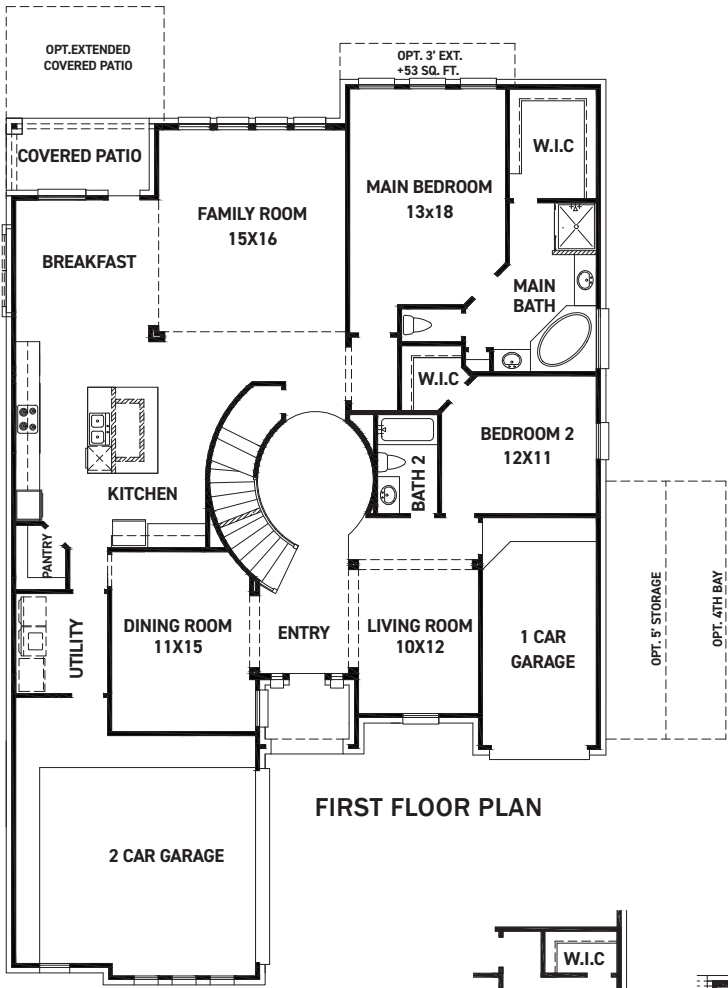 OPT.EXTENDED
COVERED PATIO
OPT. 3' EXT.
+53 SQ. FT.
COVERED PATIO
W.I.C
MAIN BEDROOM
13x18
FAMILY ROOM
15X16
BREAKFAST
MAIN
BATH
W.I.C
BEDROOM 2
12X11
BATH 2
KITCHEN
PANTRY
UTILITY
DINING ROOM
11X15
ENTRY
LIVING ROOM
10X12
1 CAR
GARAGE
OPT. 5' STORAGE
OPT. 4TH BAY
FIRST FLOOR PLAN
2 CAR GARAGE
W.I.C